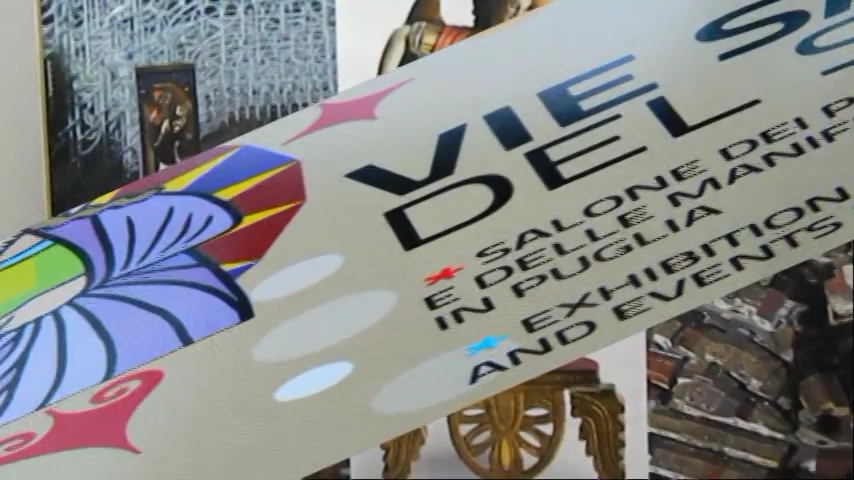 VIE S
DEL
* SALONE DEI P
E DELLE MANIF
IN PUGLIA
* EXHIBITION
AND EVENTS